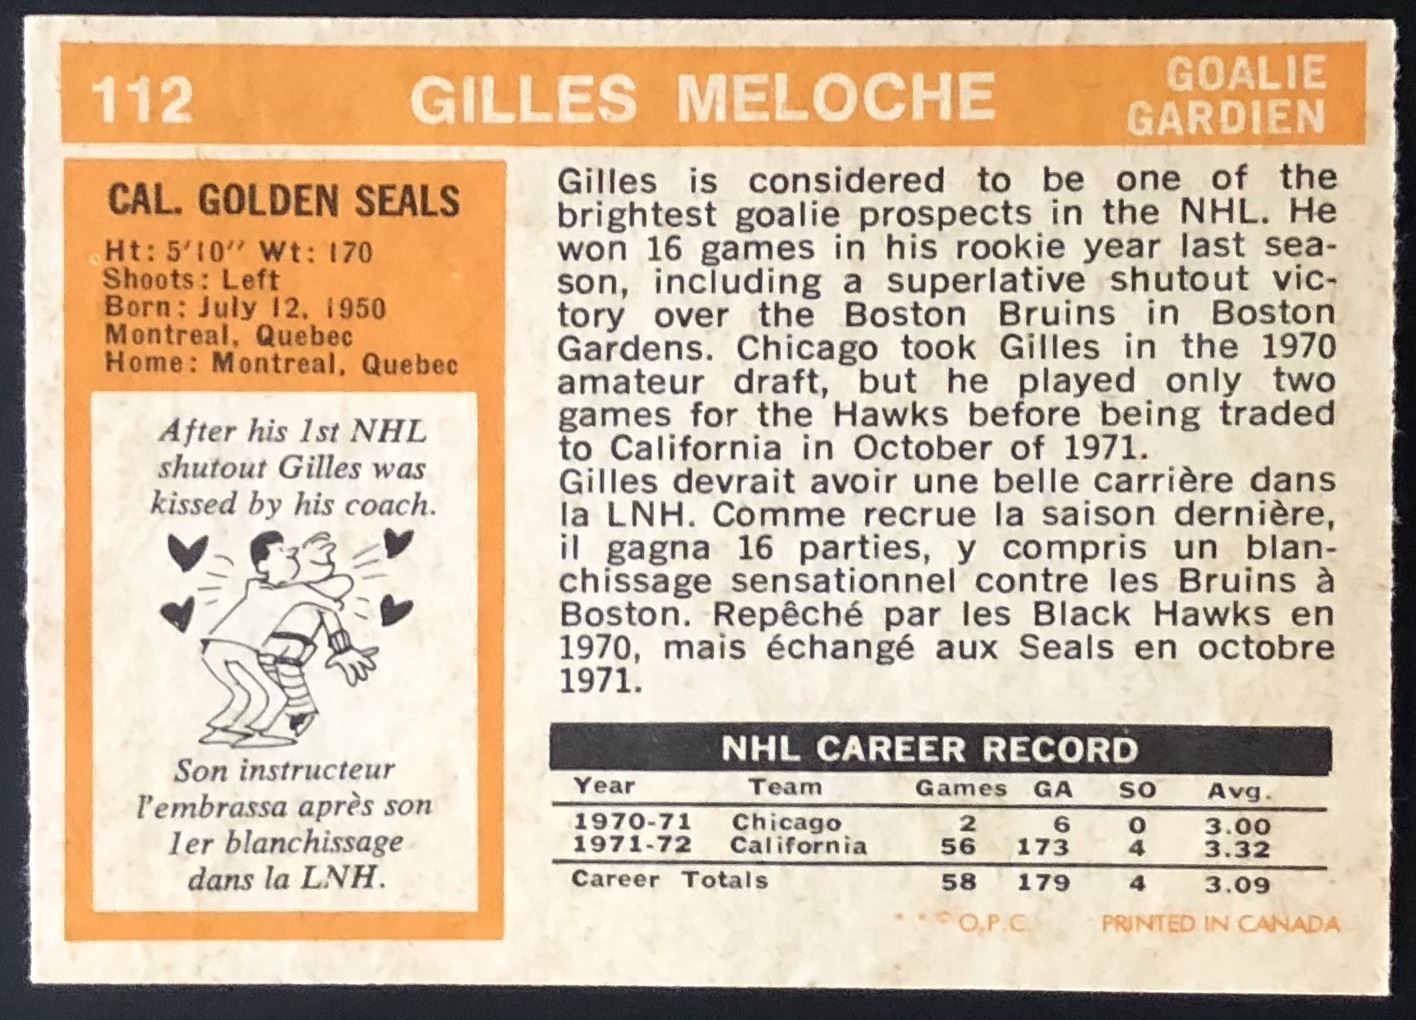 112 GILLES MELOCHE GOALIE
GARDIEN
CAL. GOLDEN SEALS
Ht: 5'10'' Wt: 170
Shoots: Left
Born: July 12, 1950
Montreal, Quebec
Home: Montreal, Quebec
After his 1st NHL
shutout Gilles was
kissed by his coach.
Son instructeur
l'embrassa après son
1er blanchissage
dans la LNH.
Gilles is considered to be one of the
brightest goalie prospects in the NHL. He
won 16 games in his rookie year last sea-
son, including a superlative shutout vic-
tory over the Boston Bruins in Boston
Gardens. Chicago took Gilles in the 1970
amateur draft, but he played only two
games for the Hawks before being traded
to California in October of 1971.
Gilles devrait avoir une belle carrière dans
la LNH. Comme recrue la saison dernière,
il gagna 16 parties, y compris un blan-
chissage sensationnel contre les Bruins à
Boston. Repêché par les Black Hawks en
1970, mais échangé aux Seals en octobre
1971.
NHL CAREER RECORD
Year Team Games GA SO Avg.
1970-71 Chicago 2 6 0 3.00
1971-72 California 56 173 4 3.32
Career Totals 58 179 4 3.09
* * © O.P.C. PRINTED IN CANADA